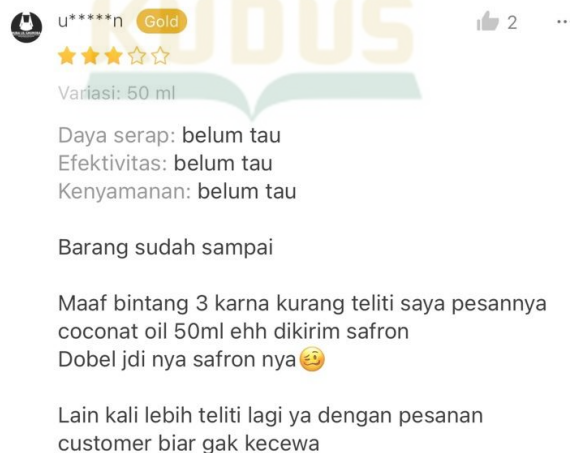 KUDUS
u*****n Gold 2
Variasi: 50 ml
Daya serap: belum tau
Efektivitas: belum tau
Kenyamanan: belum tau
Barang sudah sampai
Maaf bintang 3 karna kurang teliti saya pesannya
coconat oil 50ml ehh dikirim safron
Dobel jdi nya safron nya🥴
Lain kali lebih teliti lagi ya dengan pesanan
customer biar gak kecewa